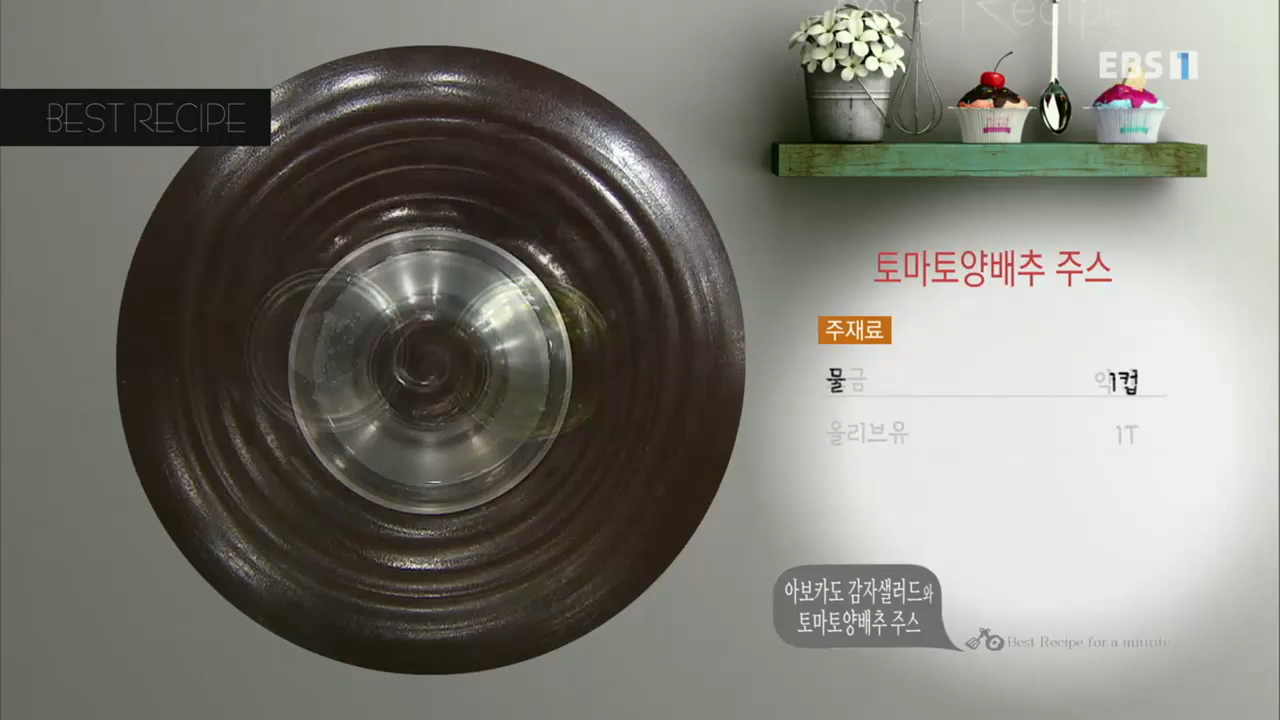 Best Recipe
EBS 1
BEST RECIPE
토마토양배추 주스
주재료
물 1컵
올리브유 1T
아보카도 감자샐러드와
토마토양배추 주스
Best Recipe for a minute